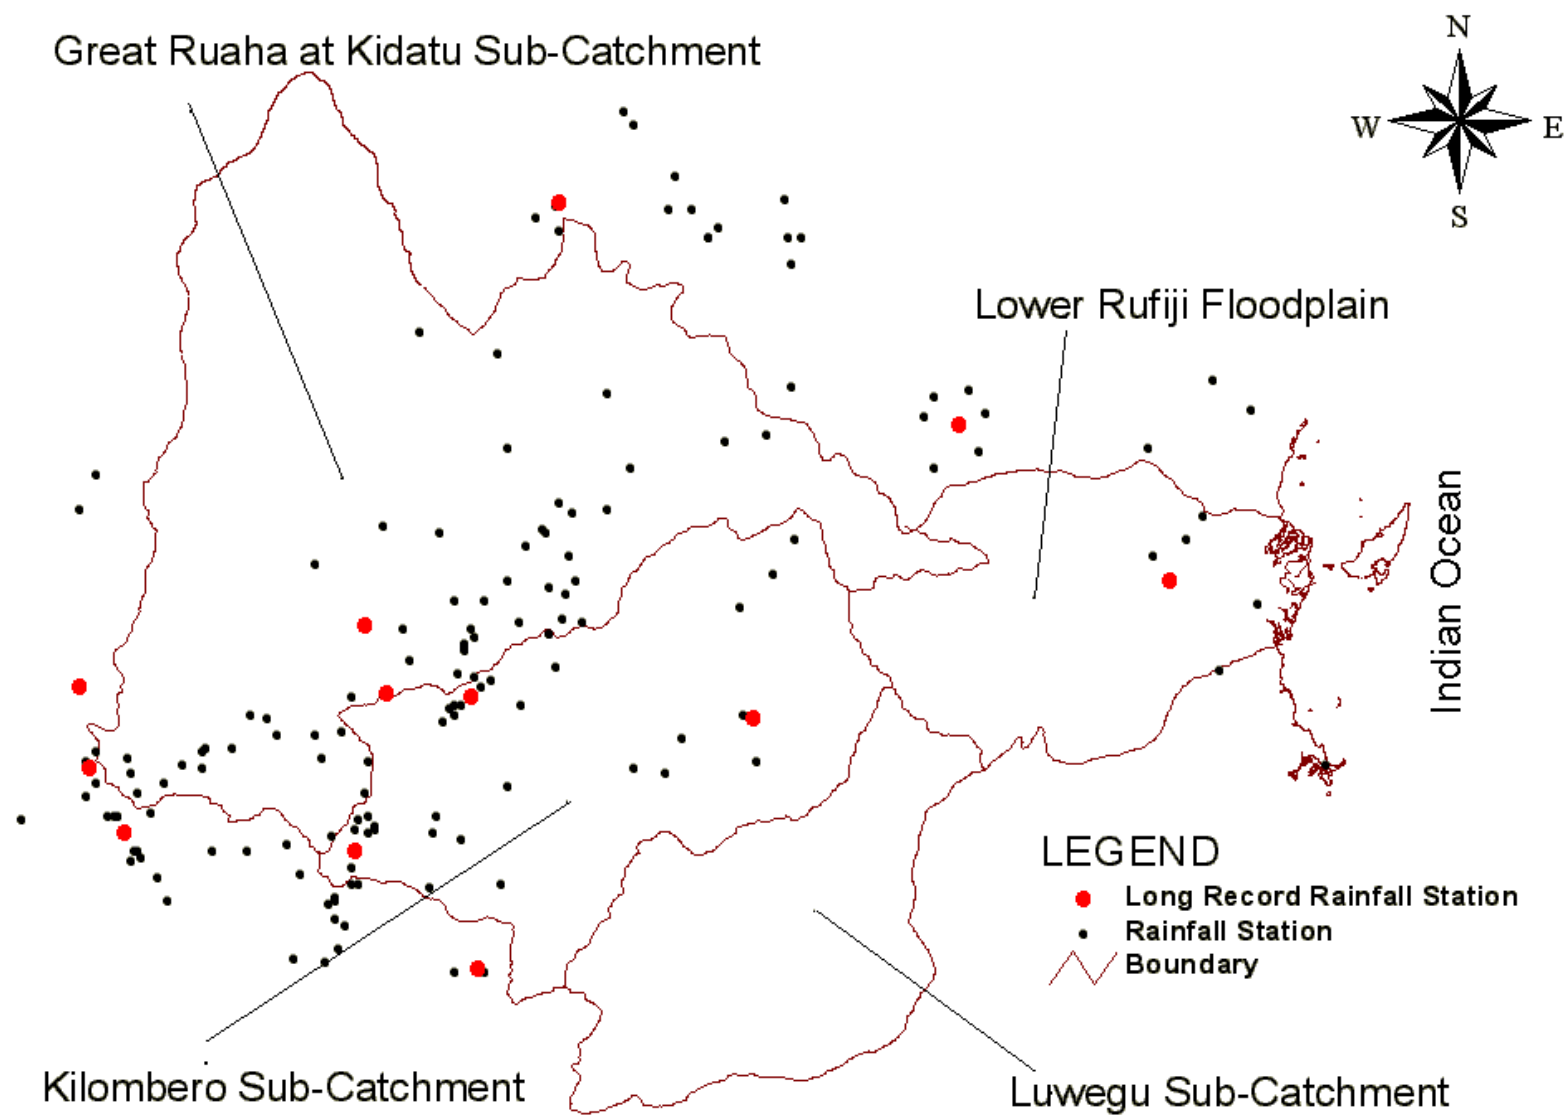 Great Ruaha at Kidatu Sub-Catchment
N
W
E
S
Lower Rufiji Floodplain
Indian Ocean
LEGEND
Long Record Rainfall Station
Rainfall Station
Boundary
Kilombero Sub-Catchment
Luwegu Sub-Catchment